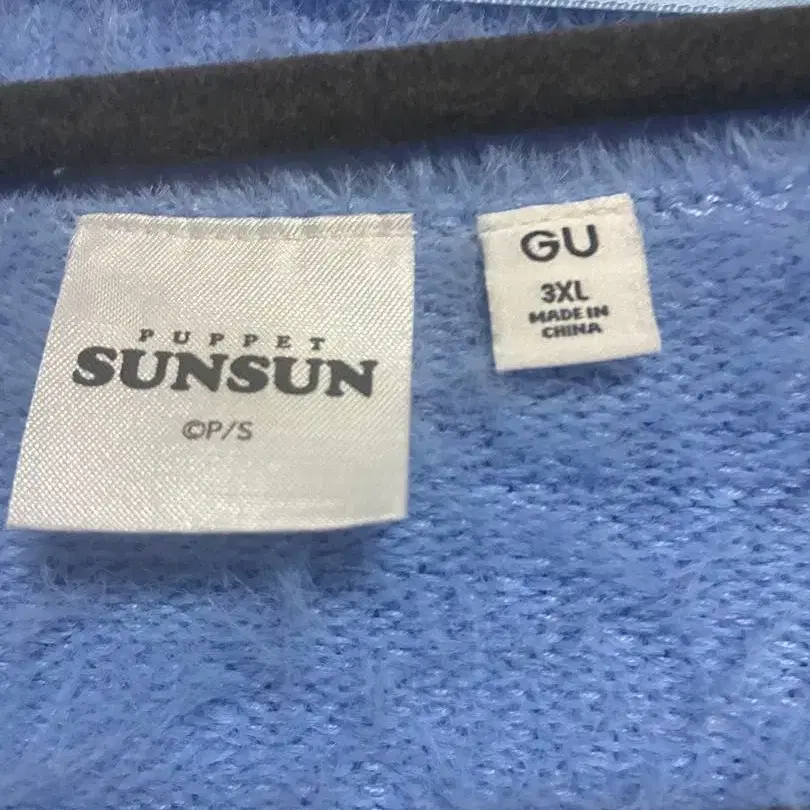 PUPPET
SUNSUN
©P/S
GU
3XL
MADE IN
CHINA